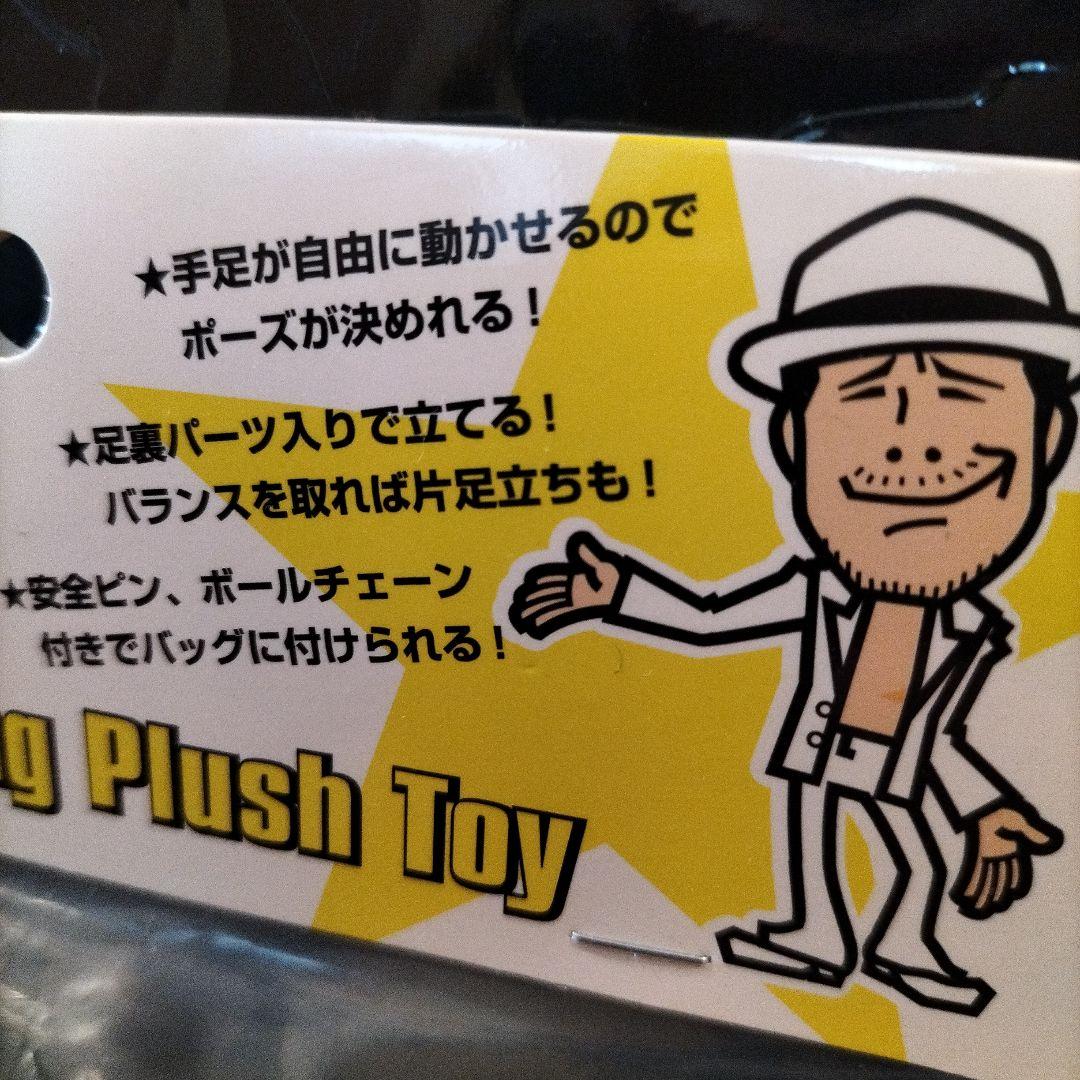 ★手足が自由に動かせるので
ポーズが決めれる！
★足裏パーツ入りで立てる！
バランスを取れば片足立ちも！
★安全ピン、ボールチェーン
付きでバッグに付けられる！
g Plush Toy